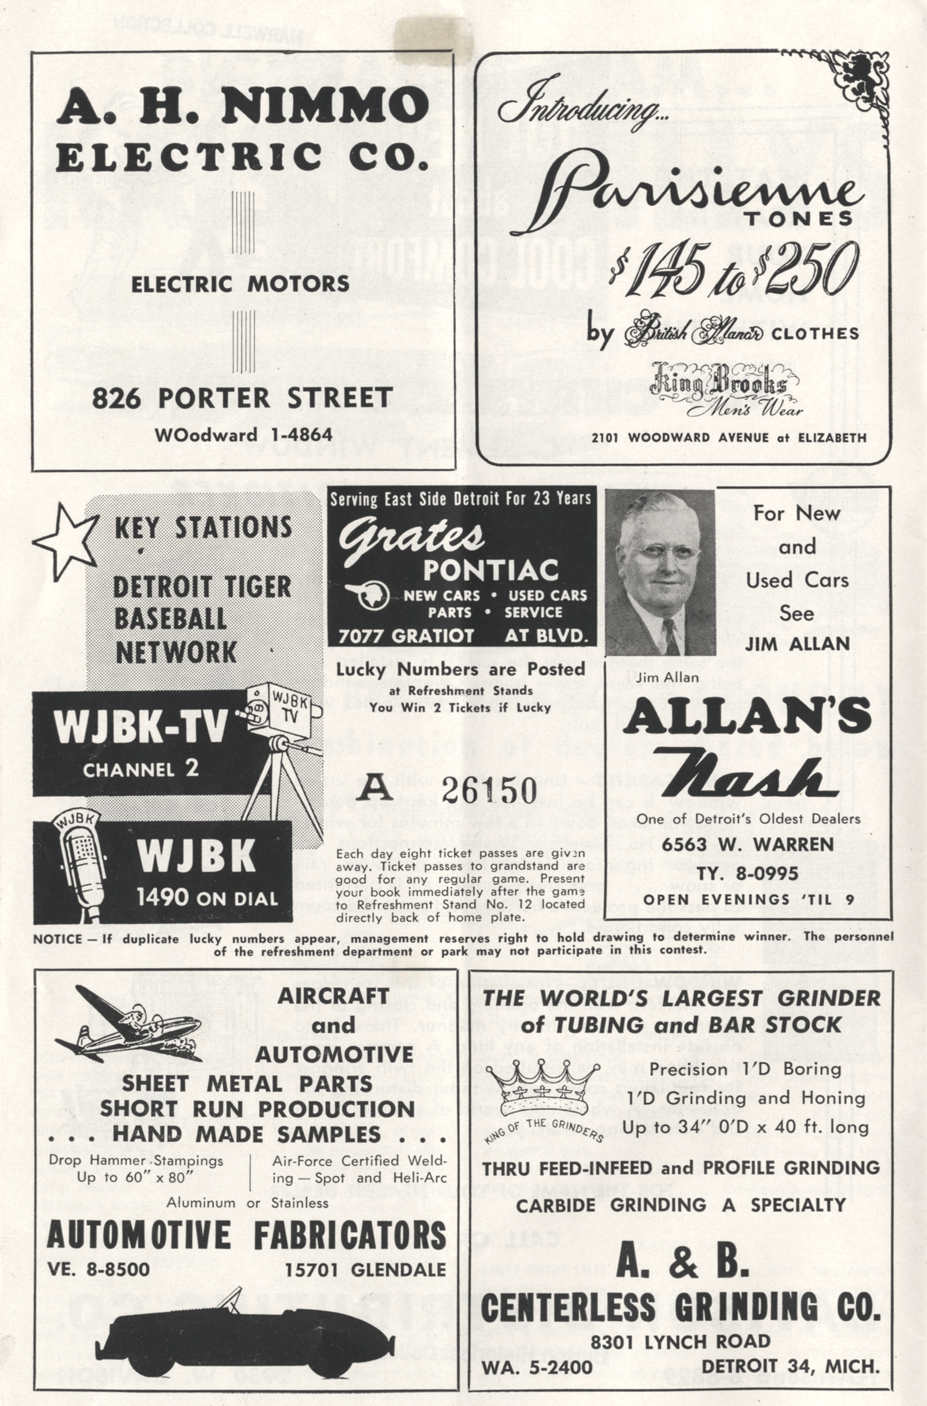 A. H. NIMMO
ELECTRIC CO.
ELECTRIC MOTORS
826 PORTER STREET
WOodward 1-4864
Introducing...
Parisienne
TONES
$145 to $250
by British Manor CLOTHES
King Brooks
Men's Wear
2101 WOODWARD AVENUE at ELIZABETH
KEY STATIONS
DETROIT TIGER
BASEBALL
NETWORK
WJBK-TV
CHANNEL 2
WJBK
TV
WJBK
WJBK
1490 ON DIAL
Serving East Side Detroit For 23 Years
Grates
PONTIAC
NEW CARS • USED CARS
PARTS • SERVICE
7077 GRATIOT AT BLVD.
Lucky Numbers are Posted
at Refreshment Stands
You Win 2 Tickets if Lucky
A 26150
Each day eight ticket passes are given
away. Ticket passes to grandstand are
good for any regular game. Present
your book immediately after the game
to Refreshment Stand No. 12 located
directly back of home plate.
For New
and
Used Cars
See
JIM ALLAN
Jim Allan
ALLAN'S
Nash
One of Detroit's Oldest Dealers
6563 W. WARREN
TY. 8-0995
OPEN EVENINGS 'TIL 9
NOTICE — If duplicate lucky numbers appear, management reserves right to hold drawing to determine winner. The personnel
of the refreshment department or park may not participate in this contest.
AIRCRAFT
and
AUTOMOTIVE
SHEET METAL PARTS
SHORT RUN PRODUCTION
. . . HAND MADE SAMPLES . . .
Drop Hammer Stampings
Up to 60" x 80"
Air-Force Certified Weld-
ing — Spot and Heli-Arc
Aluminum or Stainless
AUTOMOTIVE FABRICATORS
VE. 8-8500 15701 GLENDALE
THE WORLD'S LARGEST GRINDER
of TUBING and BAR STOCK
KING OF THE GRINDERS
Precision 1'D Boring
1'D Grinding and Honing
Up to 34" O'D x 40 ft. long
THRU FEED-INFEED and PROFILE GRINDING
CARBIDE GRINDING A SPECIALTY
A. & B.
CENTERLESS GRINDING CO.
8301 LYNCH ROAD
WA. 5-2400 DETROIT 34, MICH.